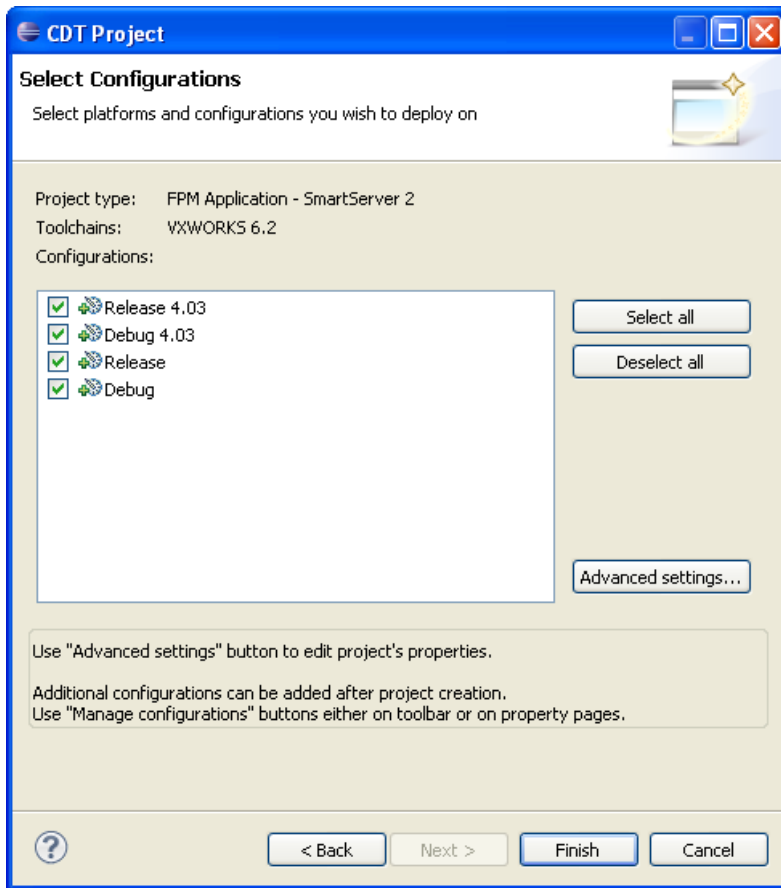 CDT Project
Select Configurations
Select platforms and configurations you wish to deploy on
Project type: FPM Application - SmartServer 2
Toolchains: VXWORKS 6.2
Configurations:
Release 4.03
Debug 4.03
Release
Debug
Select all
Deselect all
Advanced settings...
Use "Advanced settings" button to edit project's properties.
Additional configurations can be added after project creation.
Use "Manage configurations" buttons either on toolbar or on property pages.
? < Back Next > Finish Cancel